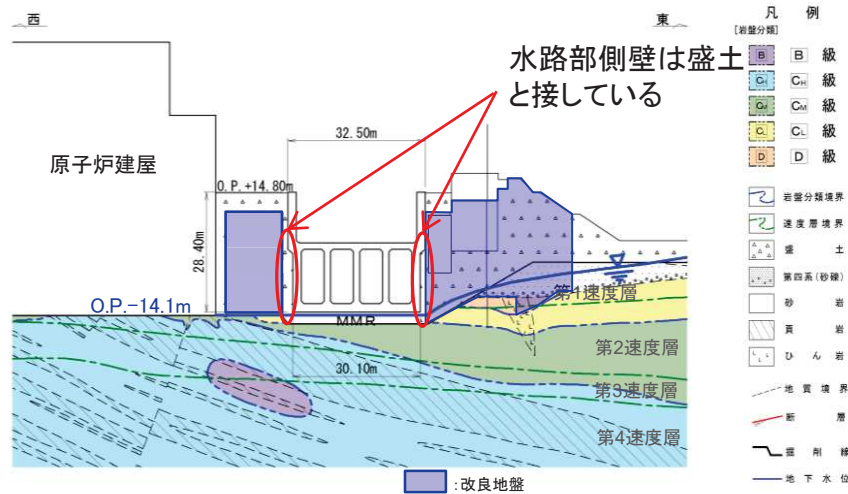 西
東
水路部側壁は盛土
と接している
32.50m
原子炉建屋
O.P.+14.80m
28.40m
O.P.-14.1m
MMR
30.10m
第1速度層
第2速度層
第3速度層
第4速度層
:改良地盤
凡 例
[岩盤分類]
B B 級
CH CH 級
CM CM 級
CL CL 級
D D 級
岩盤分類境界
速度層境界
盛 土
第四系(砂礫)
砂 岩
頁 岩
ひ ん 岩
地 質 境 界
断 層
掘 削 線
地 下 水 位